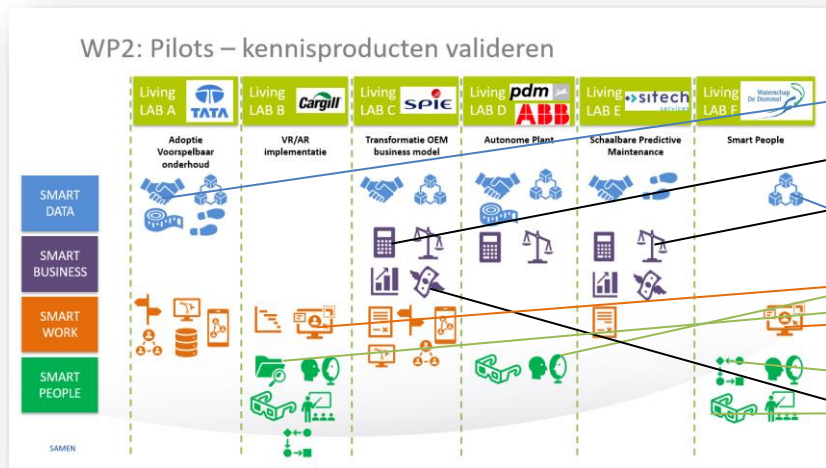 WP2: Pilots – kennisproducten valideren
Living
LAB A
TATA
Living
LAB B
Cargill
Living
LAB C
SPIE
Living
LAB D
pdm
ABB
Living
LAB E
sitech
services
Living
LAB F
Waterschap
De Dommel
Adoptie
Voorspelbaar
onderhoud
VR/AR
implementatie
Transformatie OEM
business model
Autonome Plant
Schaalbare Predictive
Maintenance
Smart People
SMART
DATA
SMART
BUSINESS
SMART
WORK
SMART
PEOPLE
SAMEN